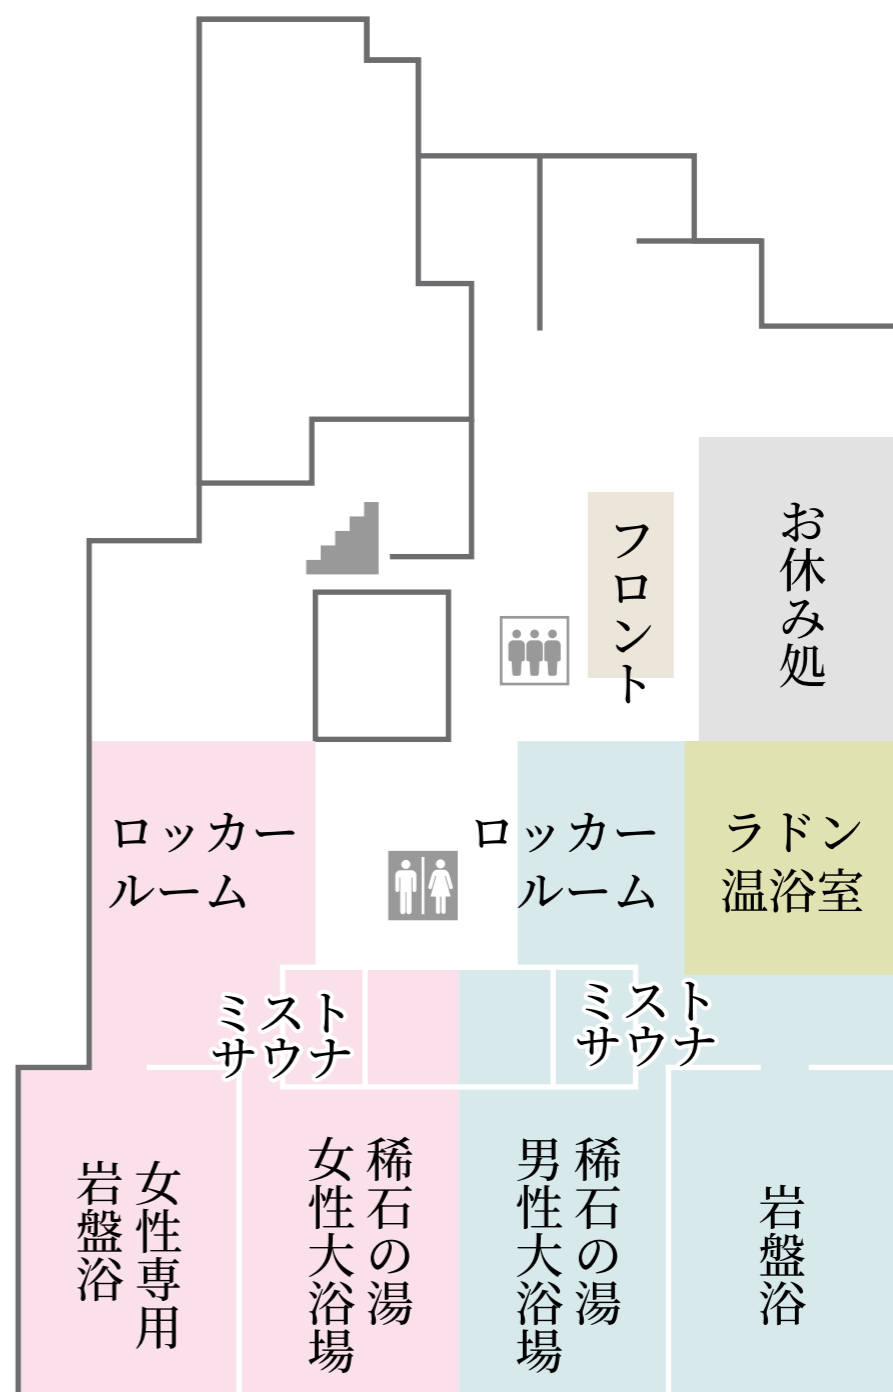 フロント
お休み処
ロッカー
ルーム
ロッカー
ルーム
ラドン
温浴室
ミスト
サウナ
ミスト
サウナ
女性専用
岩盤浴
稀石の湯
女性大浴場
稀石の湯
男性大浴場
岩盤浴